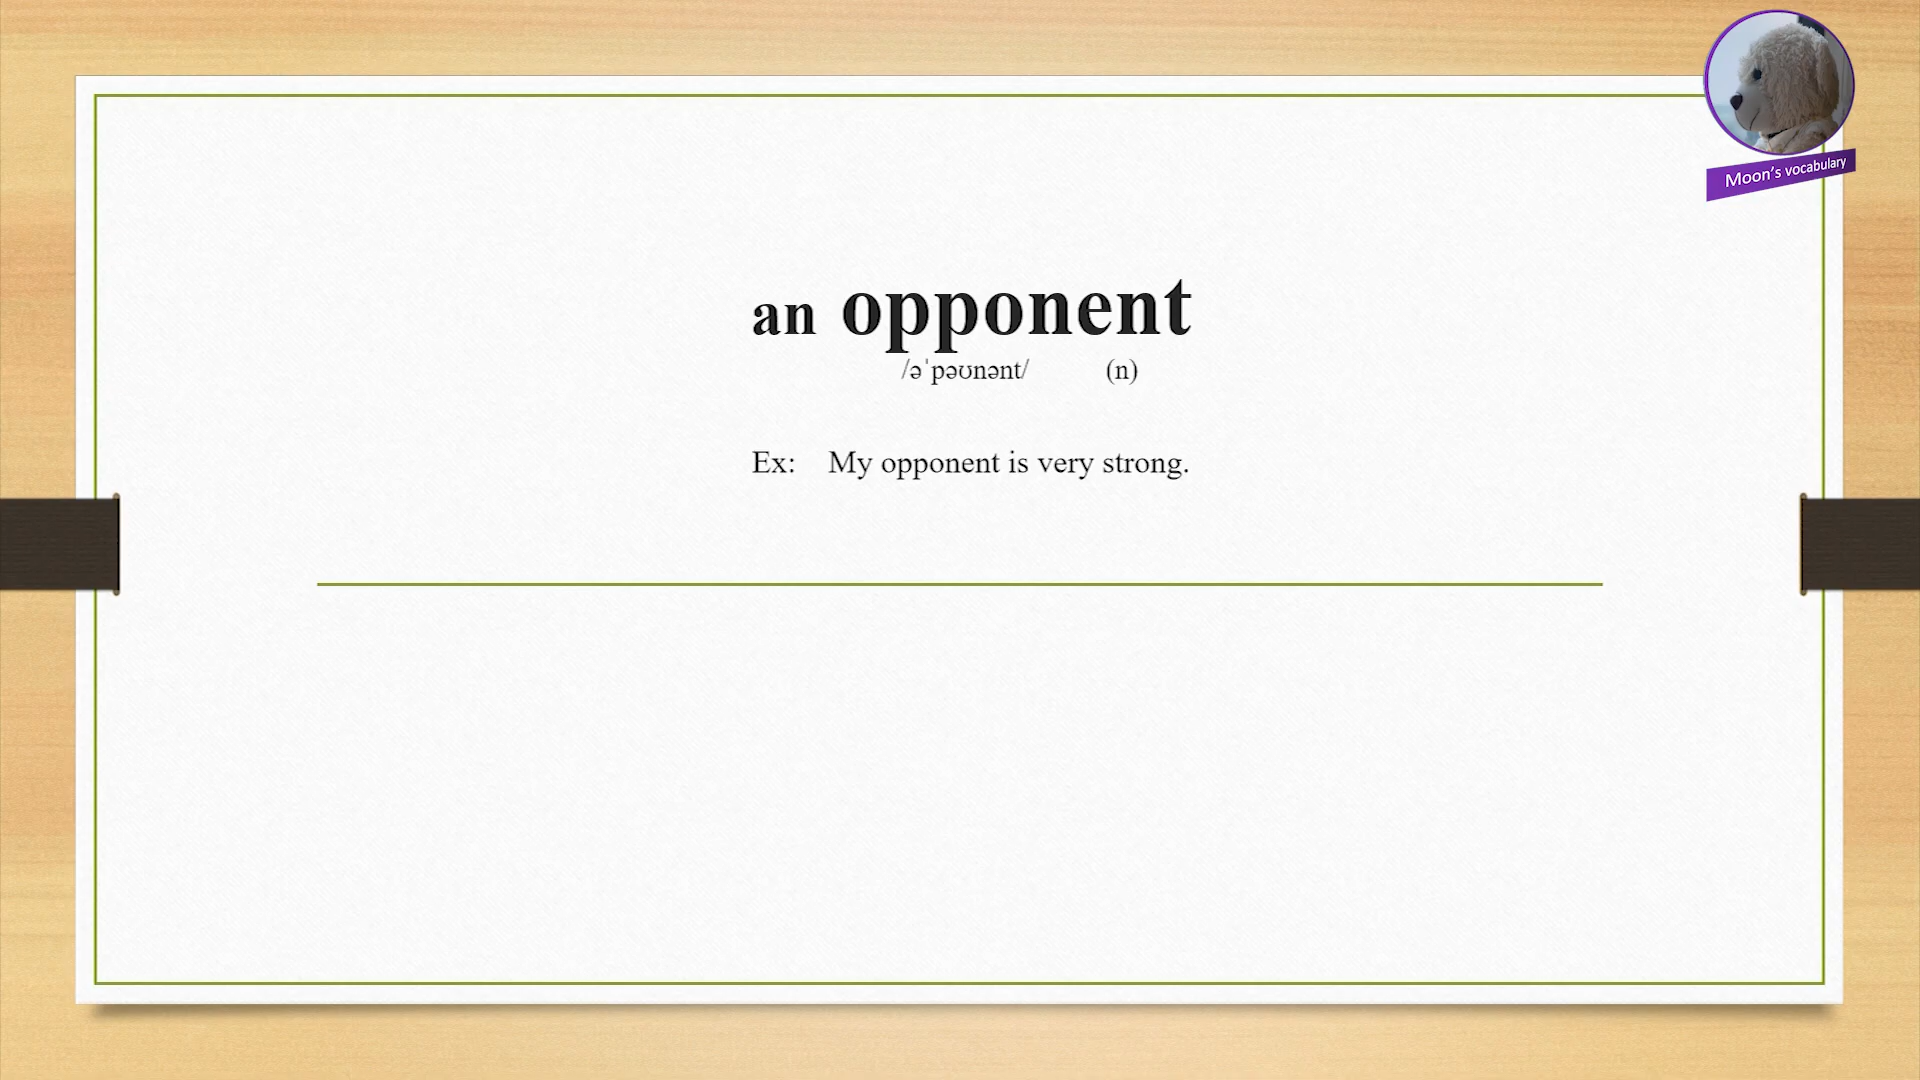 Moon's vocabulary
an opponent
/əˈpəʊnənt/ (n)
Ex: My opponent is very strong.